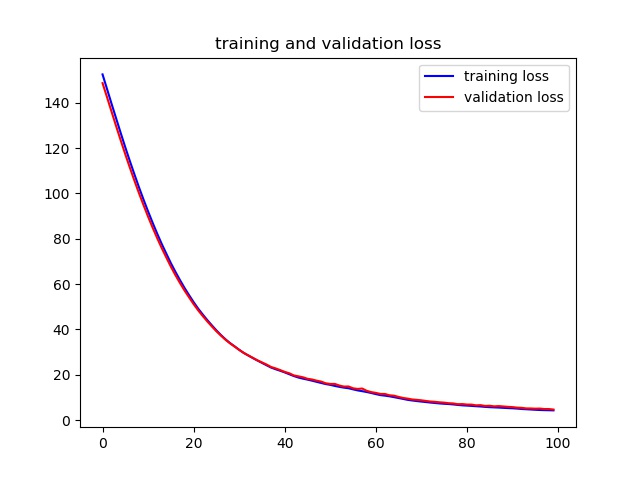 training and validation loss
training loss
validation loss
140
120
100
80
60
40
20
0
0 20 40 60 80 100